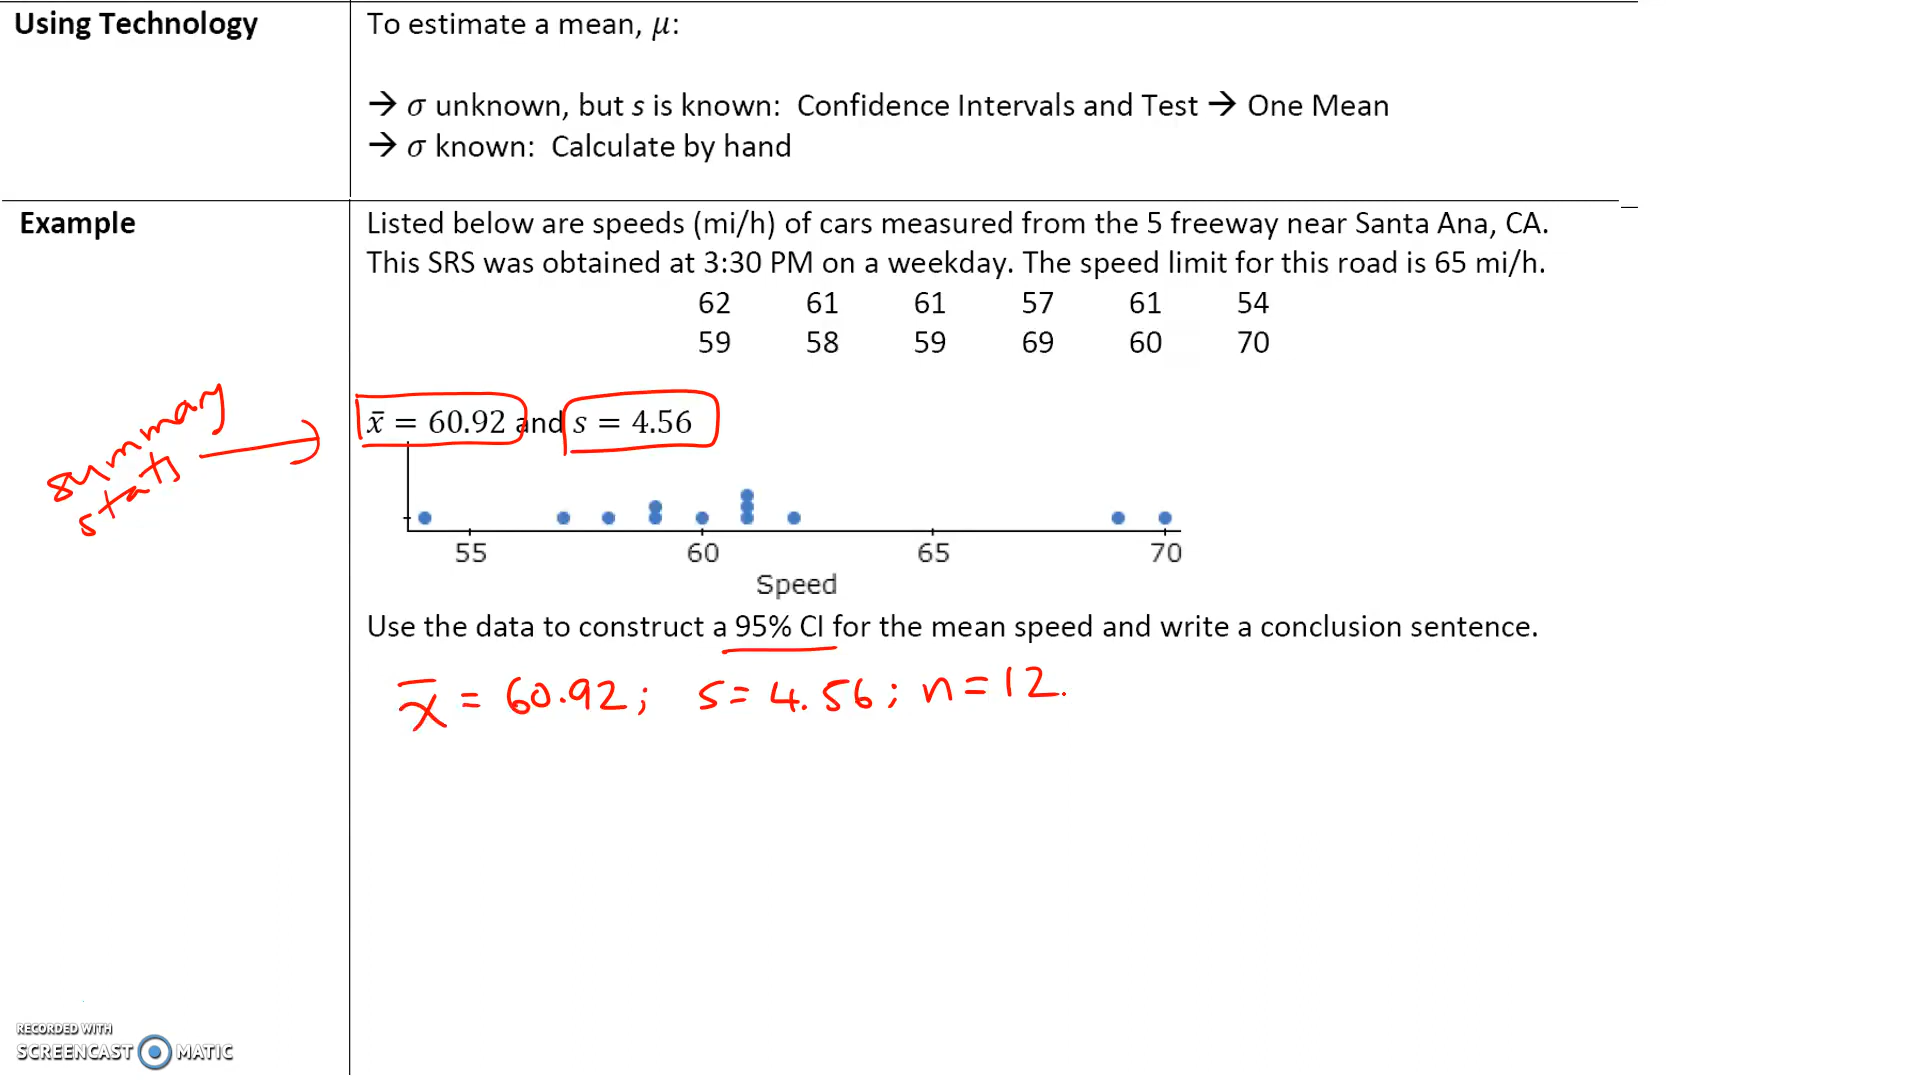 Using Technology
To estimate a mean, μ:
→ σ unknown, but s is known: Confidence Intervals and Test → One Mean
→ σ known: Calculate by hand
Example
Listed below are speeds (mi/h) of cars measured from the 5 freeway near Santa Ana, CA.
This SRS was obtained at 3:30 PM on a weekday. The speed limit for this road is 65 mi/h.
62 61 61 57 61 54
59 58 59 69 60 70
summary
stats
x̄ = 60.92 and s = 4.56
55 60 65 70
Speed
Use the data to construct a 95% CI for the mean speed and write a conclusion sentence.
x̄ = 60.92; s = 4.56; n = 12.
RECORDED WITH
SCREENCAST MATIC